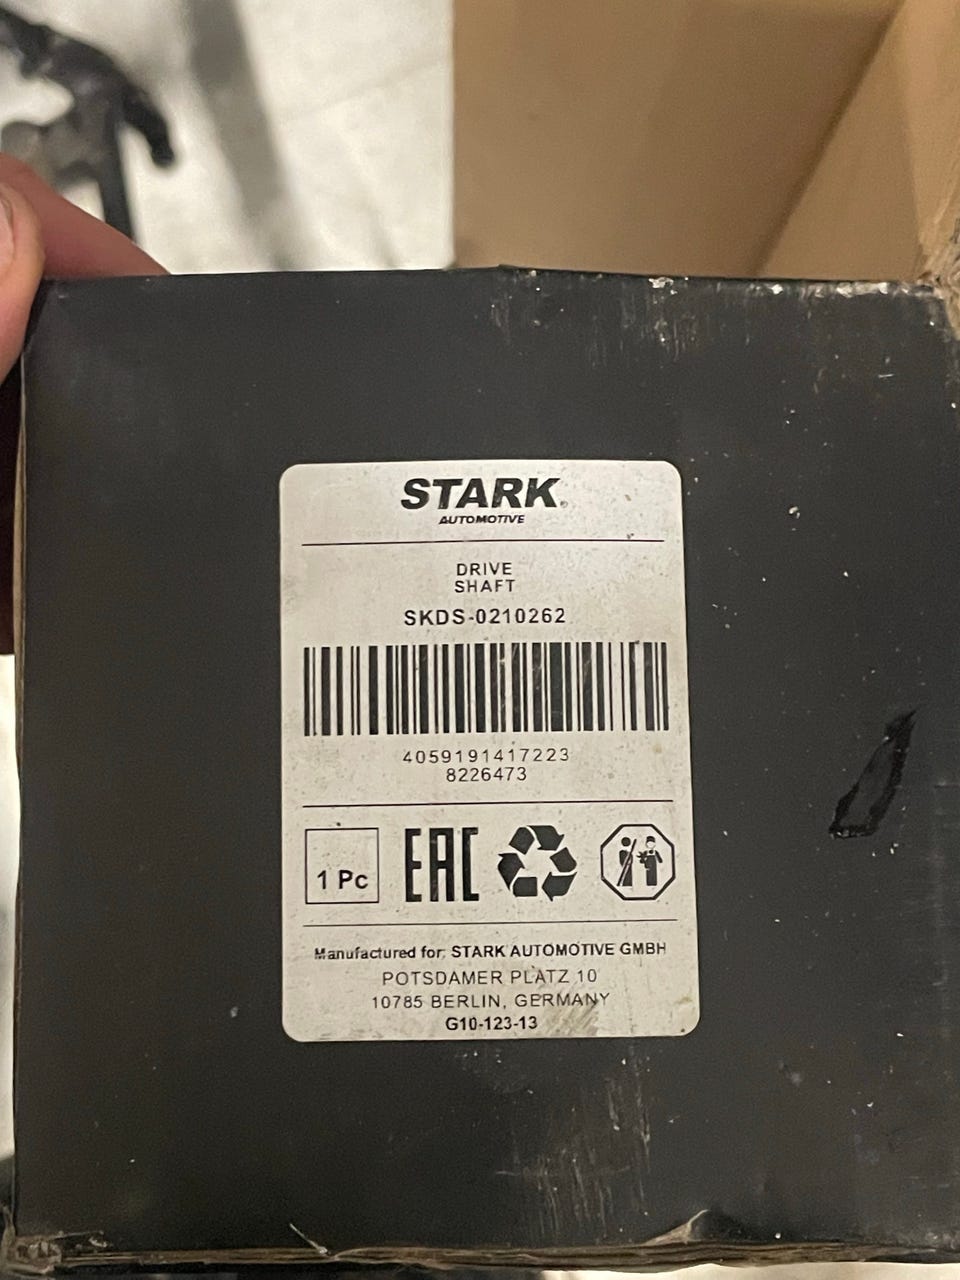 STARK
AUTOMOTIVE
DRIVE
SHAFT
SKDS-0210262
4059191417223
8226473
1 Pc
EAC
Manufactured for: STARK AUTOMOTIVE GMBH
POTSDAMER PLATZ 10
10785 BERLIN, GERMANY
G10-123-13